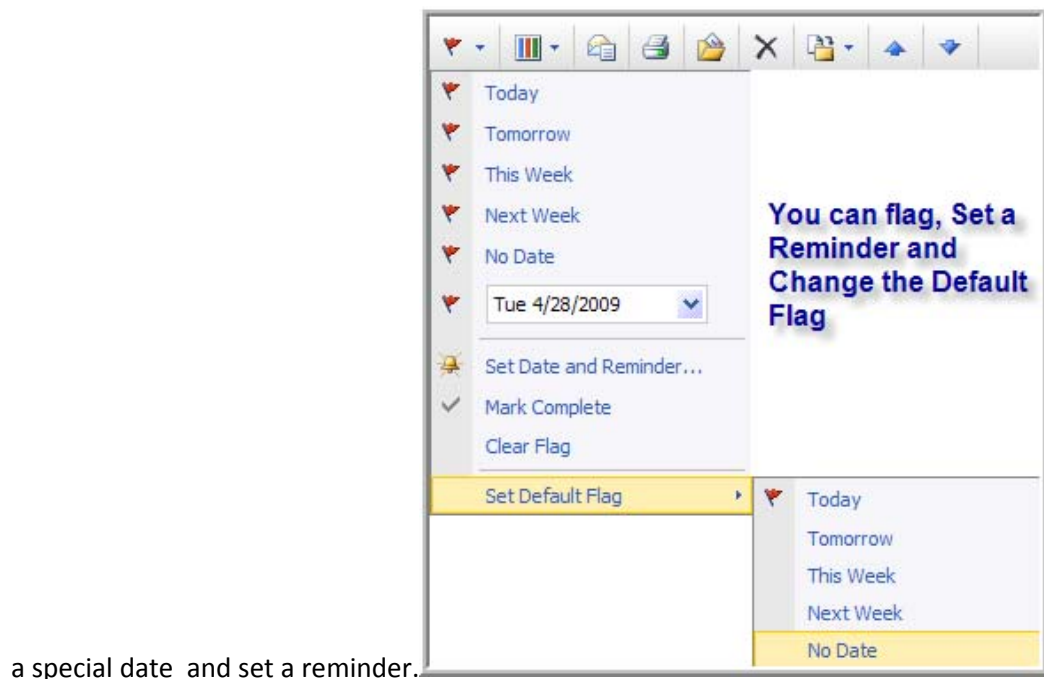 Today
Tomorrow
This Week
Next Week
No Date
Tue 4/28/2009
Set Date and Reminder...
Mark Complete
Clear Flag
Set Default Flag
You can flag, Set a
Reminder and
Change the Default
Flag
Today
Tomorrow
This Week
Next Week
No Date
a special date  and set a reminder.